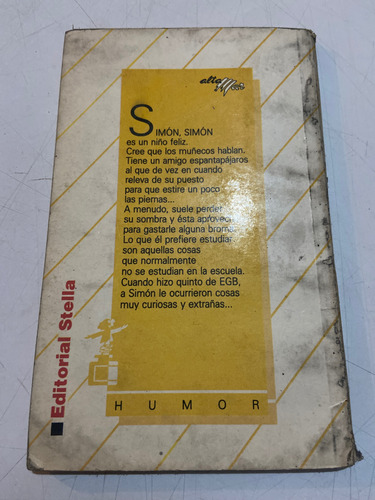 alta
mar
SIMÓN, SIMÓN
es un niño feliz.
Cree que los muñecos hablan.
Tiene un amigo espantapájaros
al que de vez en cuando
releva de su puesto
para que estire un poco
las piernas...
A menudo, suele perder
su sombra y ésta aprovecha
para gastarle alguna broma.
Lo que él prefiere estudiar
son aquellas cosas
que normalmente
no se estudian en la escuela.
Cuando hizo quinto de EGB,
a Simón le ocurrieron cosas
muy curiosas y extrañas...
HUMOR
Editorial Stella